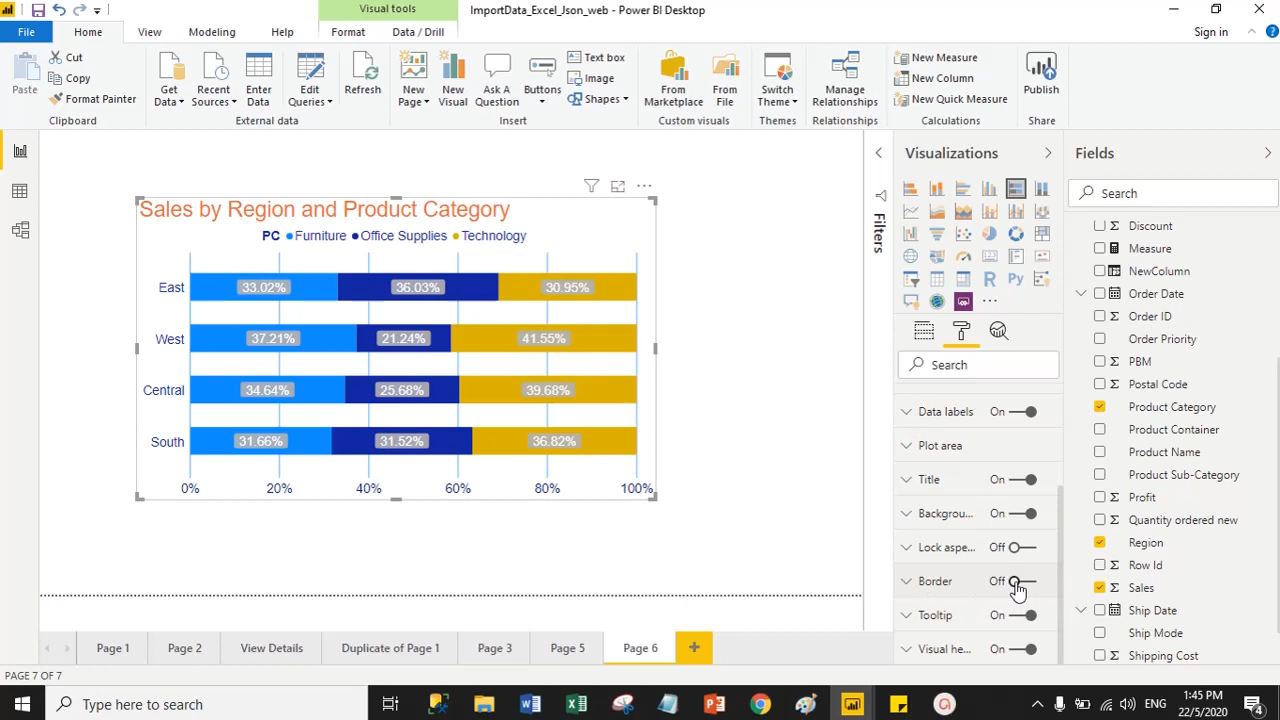 Visual tools
ImportData_Excel_Json_web - Power BI Desktop
File Home View Modeling Help Format Data / Drill
Sign in
Paste
Cut
Copy
Format Painter
Clipboard
Get Data
Recent Sources
Enter Data
Edit Queries
Refresh
External data
New Page
New Visual
Ask A Question
Buttons
Text box
Image
Shapes
Insert
From Marketplace
From File
Custom visuals
Switch Theme
Themes
Manage Relationships
Relationships
New Measure
New Column
New Quick Measure
Calculations
Publish
Share
Sales by Region and Product Category
PC Furniture Office Supplies Technology
East 33.02% 36.03% 30.95%
West 37.21% 21.24% 41.55%
Central 34.64% 25.68% 39.68%
South 31.66% 31.52% 36.82%
0% 20% 40% 60% 80% 100%
Filters
Visualizations
R Py
Search
Data labels On
Plot area
Title On
Backgrou... On
Lock aspe... Off
Border Off
Tooltip On
Visual he... On
Fields
Search
Discount
Measure
NewColumn
Order Date
Order ID
Order Priority
PBM
Postal Code
Product Category
Product Container
Product Name
Product Sub-Category
Profit
Quantity ordered new
Region
Row Id
Sales
Ship Date
Ship Mode
Shipping Cost
Page 1 Page 2 View Details Duplicate of Page 1 Page 3 Page 5 Page 6
PAGE 7 OF 7
Type here to search
ENG
1:45 PM
22/5/2020
4